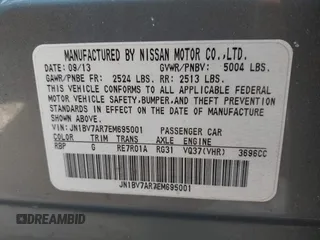 MANUFACTURED BY NISSAN MOTOR CO.,LTD.
DATE: 09/13 GVWR/PNBV: 5004 LBS.
GAWR/PNBE FR: 2524 LBS. RR: 2513 LBS.
THIS VEHICLE CONFORMS TO ALL APPLICABLE FEDERAL
MOTOR VEHICLE SAFETY,BUMPER,AND THEFT PREVENTION
STANDARDS IN EFFECT ON THE DATE OF MANUFACTURE
SHOWN ABOVE.
VIN: JN1BV7AR7EM695001 PASSENGER CAR
COLOR TRIM TRANS AXLE ENGINE
RBP G RE7R01A RG31 VQ37(VHR) 3696CC
JN1BV7AR7EM695001
DREAMBID